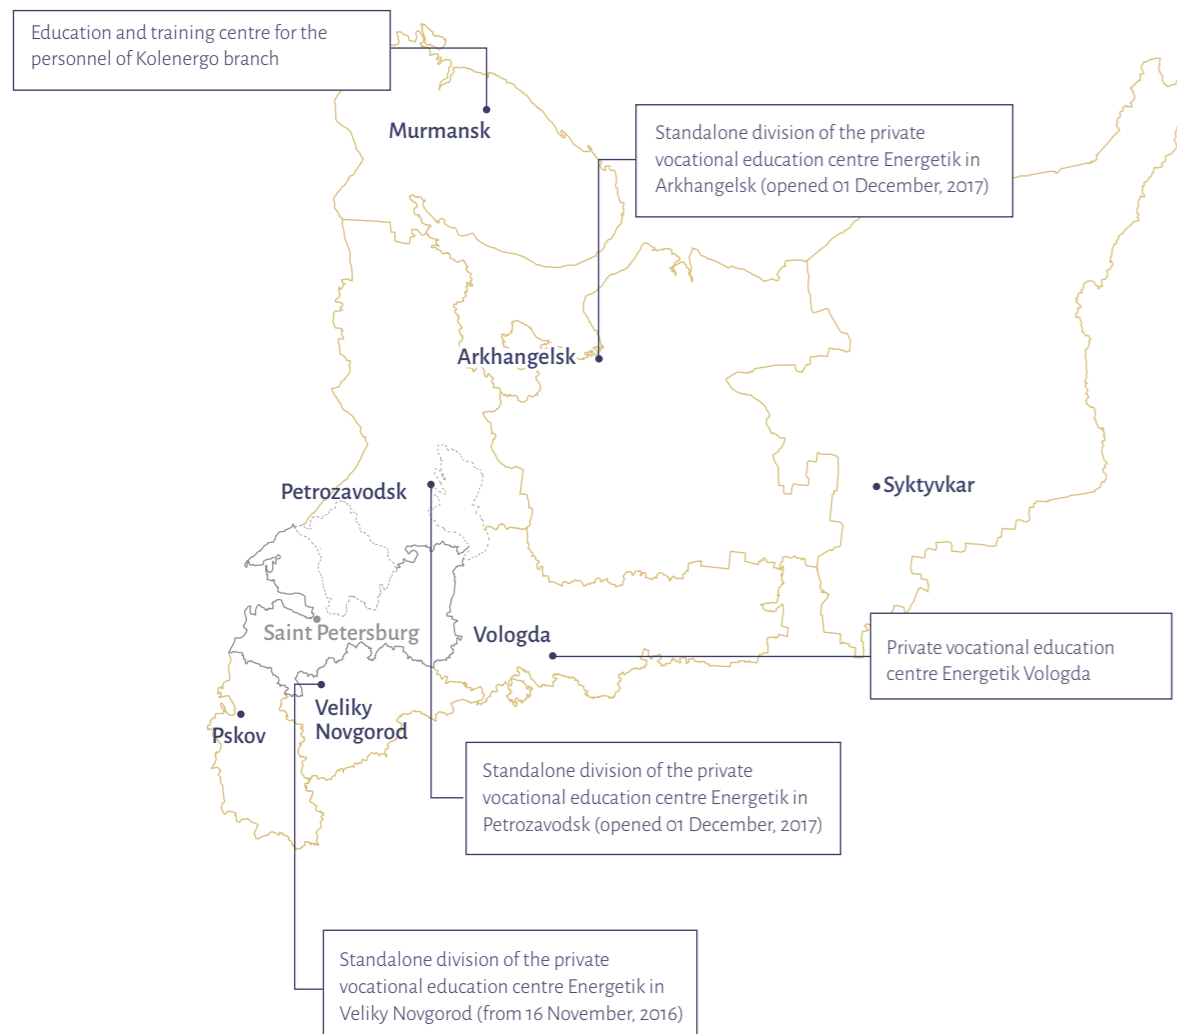 Education and training centre for the
personnel of Kolenergo branch
Murmansk
Standalone division of the private
vocational education centre Energetik in
Arkhangelsk (opened 01 December, 2017)
Arkhangelsk
Petrozavodsk
Syktyvkar
Saint Petersburg
Vologda
Private vocational education
centre Energetik Vologda
Veliky
Novgorod
Pskov
Standalone division of the private
vocational education centre Energetik in
Petrozavodsk (opened 01 December, 2017)
Standalone division of the private
vocational education centre Energetik in
Veliky Novgorod (from 16 November, 2016)